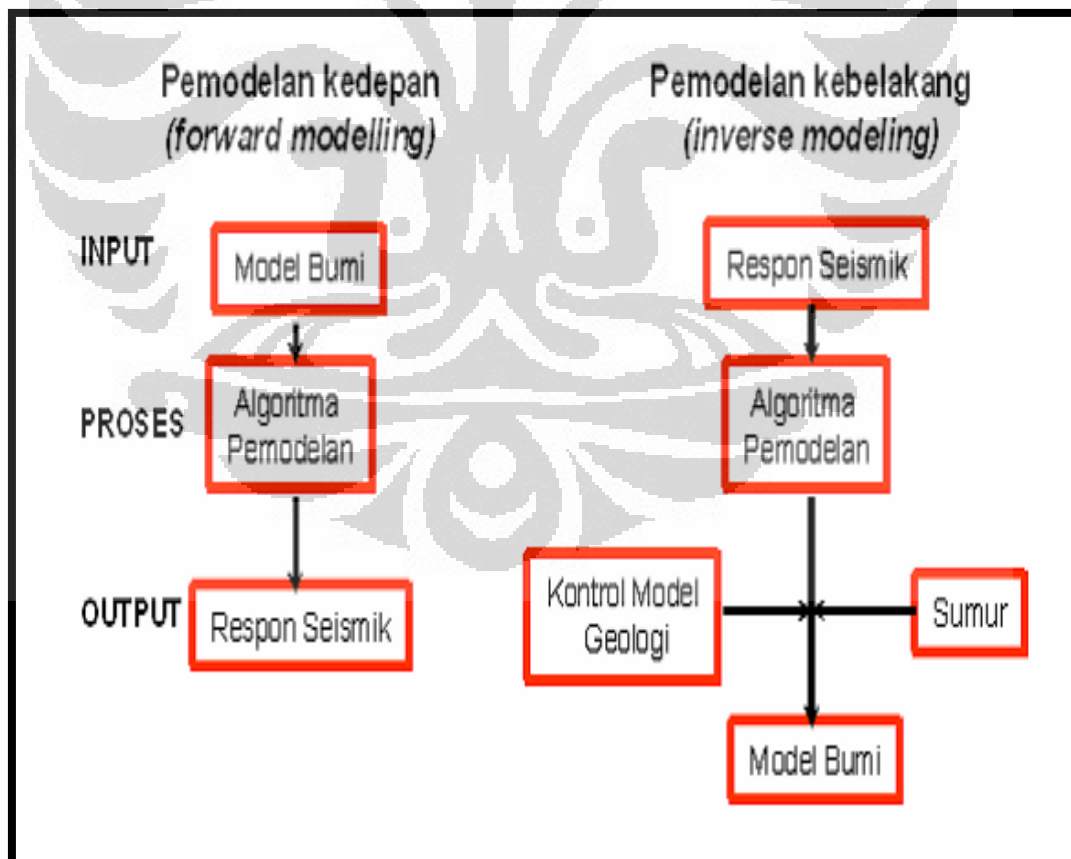 Pemodelan kedepan
(forward modelling)
Pemodelan kebelakang
(inverse modeling)
INPUT
Model Bumi
Respon Seismik
PROSES
Algoritma
Pemodelan
Algoritma
Pemodelan
OUTPUT
Respon Seismik
Kontrol Model
Geologi
Sumur
Model Bumi